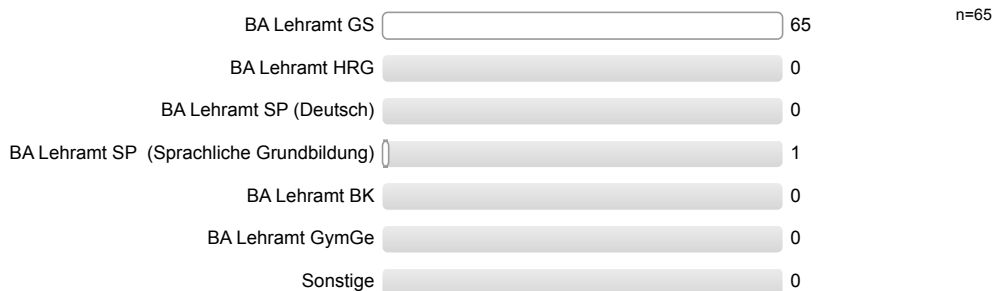 BA Lehramt GS 65 n=65
BA Lehramt HRG 0
BA Lehramt SP (Deutsch) 0
BA Lehramt SP (Sprachliche Grundbildung) 1
BA Lehramt BK 0
BA Lehramt GymGe 0
Sonstige 0